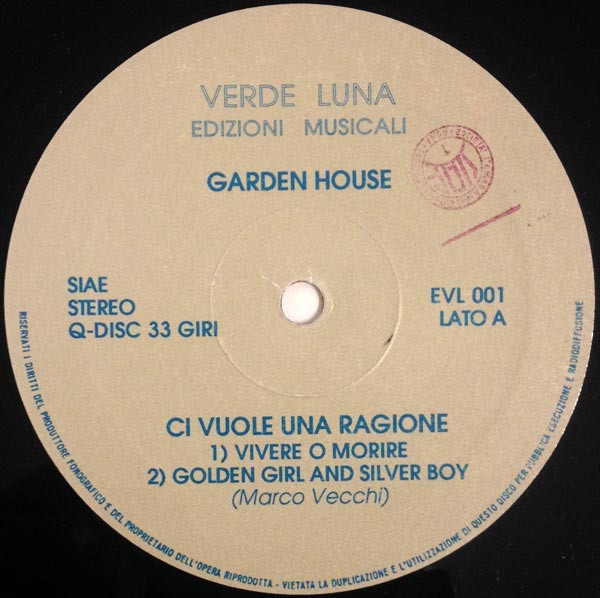 VERDE LUNA
EDIZIONI MUSICALI
GARDEN HOUSE
SIAE
STEREO
Q-DISC 33 GIRI
EVL 001
LATO A
CI VUOLE UNA RAGIONE
1) VIVERE O MORIRE
2) GOLDEN GIRL AND SILVER BOY
(Marco Vecchi)
RISERVATI I DIRITTI DEL PRODUTTORE FONOGRAFICO E DEL PROPRIETARIO DELL'OPERA RIPRODOTTA - VIETATA LA DUPLICAZIONE E L'UTILIZZAZIONE DI QUESTO DISCO PER PUBBLICA ESECUZIONE E RADIODIFFUSIONE